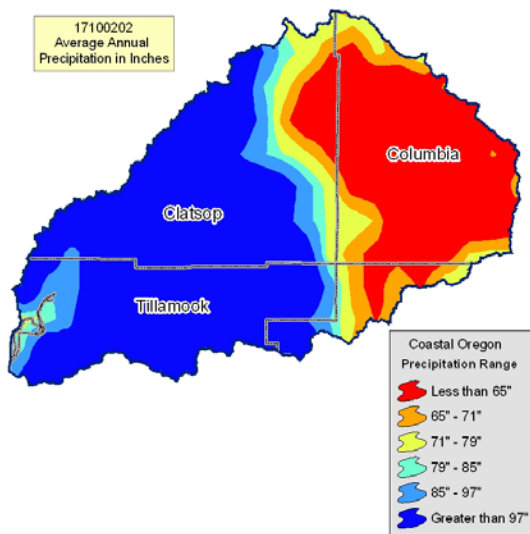 17100202
Average Annual
Precipitation in Inches
Columbia
Clatsop
Tillamook
Coastal Oregon
Precipitation Range
Less than 65"
65" - 71"
71" - 79"
79" - 85"
85" - 97"
Greater than 97"